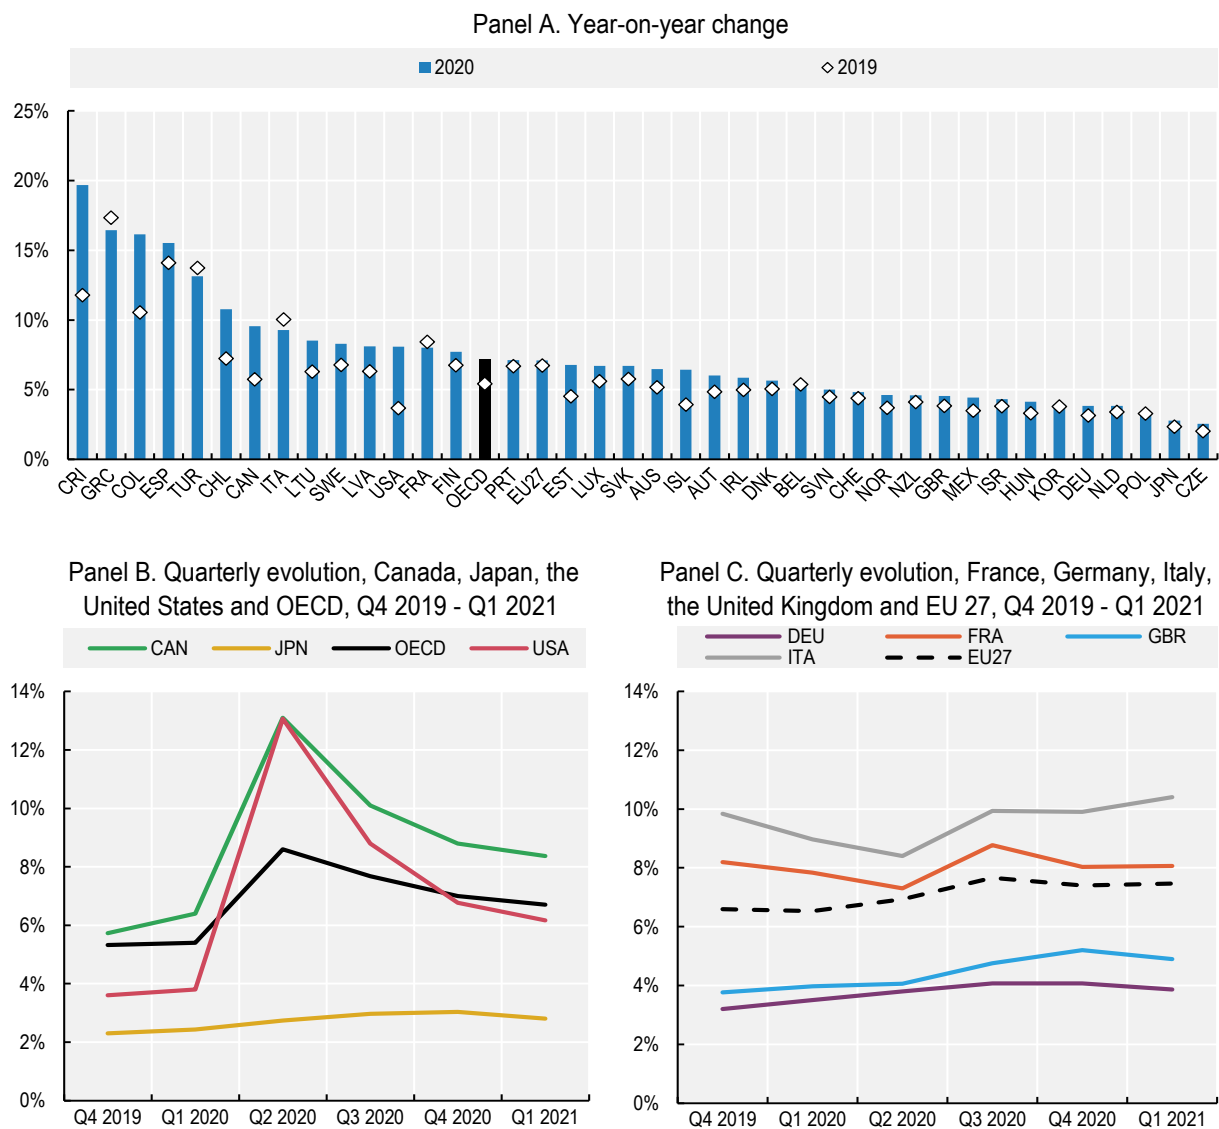 Panel A. Year-on-year change
2020
2019
25%
20%
15%
10%
5%
0%
CRI GRC COL ESP TUR CHL CAN ITA LTU SWE LVA USA FRA FIN OECD PRT EU27 EST LUX SVK AUS ISL AUT IRL DNK BEL SVN CHE NOR NZL GBR MEX ISR HUN KOR DEU NLD POL JPN CZE
Panel B. Quarterly evolution, Canada, Japan, the
United States and OECD, Q4 2019 - Q1 2021
CAN JPN OECD USA
14%
12%
10%
8%
6%
4%
2%
0%
Q4 2019 Q1 2020 Q2 2020 Q3 2020 Q4 2020 Q1 2021
Panel C. Quarterly evolution, France, Germany, Italy,
the United Kingdom and EU 27, Q4 2019 - Q1 2021
DEU FRA GBR
ITA EU27
14%
12%
10%
8%
6%
4%
2%
0%
Q4 2019 Q1 2020 Q2 2020 Q3 2020 Q4 2020 Q1 2021